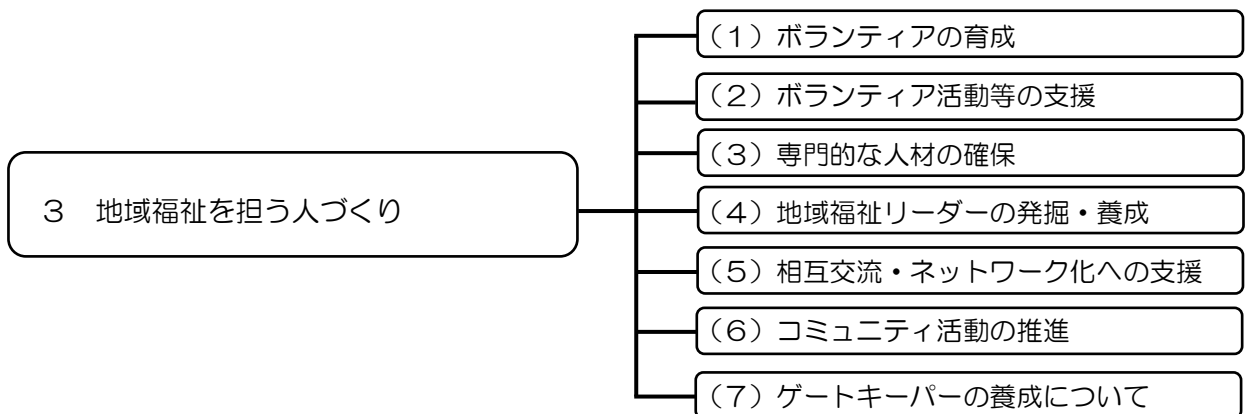 ３　地域福祉を担う人づくり
（１）ボランティアの育成
（２）ボランティア活動等の支援
（３）専門的な人材の確保
（４）地域福祉リーダーの発掘・養成
（５）相互交流・ネットワーク化への支援
（６）コミュニティ活動の推進
（７）ゲートキーパーの養成について